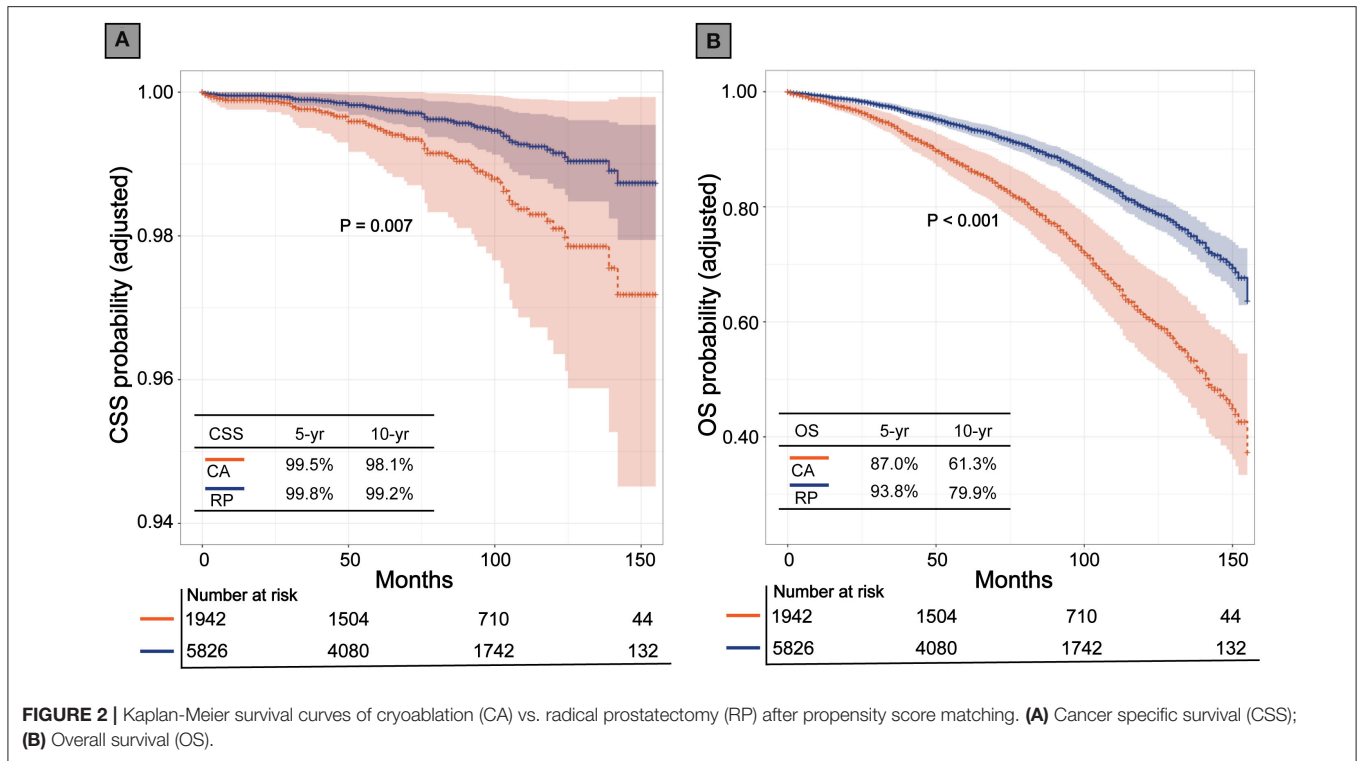 A
1.00
0.98
0.96
0.94
CSS probability (adjusted)
P = 0.007
CSS 5-yr 10-yr
CA 99.5% 98.1%
RP 99.8% 99.2%
0 50 100 150
Months
Number at risk
1942 1504 710 44
5826 4080 1742 132
B
1.00
0.80
0.60
0.40
OS probability (adjusted)
P < 0.001
OS 5-yr 10-yr
CA 87.0% 61.3%
RP 93.8% 79.9%
0 50 100 150
Months
Number at risk
1942 1504 710 44
5826 4080 1742 132
FIGURE 2 | Kaplan-Meier survival curves of cryoablation (CA) vs. radical prostatectomy (RP) after propensity score matching. (A) Cancer specific survival (CSS);
(B) Overall survival (OS).